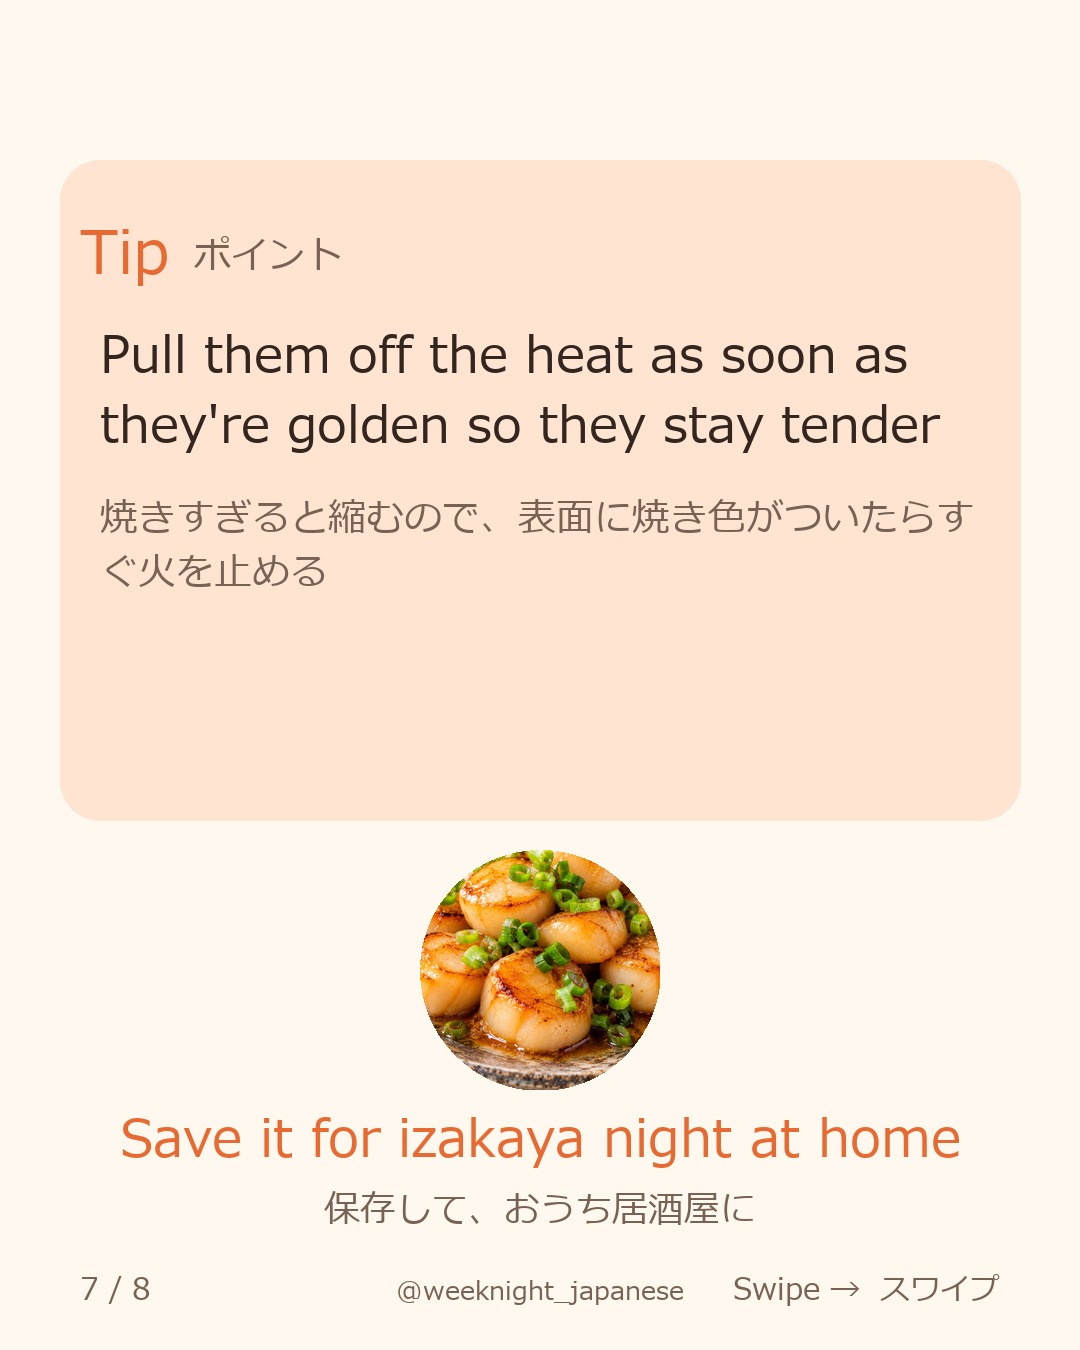 Tip ポイント
Pull them off the heat as soon as
they're golden so they stay tender
焼きすぎると縮むので、表面に焼き色がついたらす
ぐ火を止める
Save it for izakaya night at home
保存して、おうち居酒屋に
7 / 8 @weeknight_japanese Swipe → スワイプ